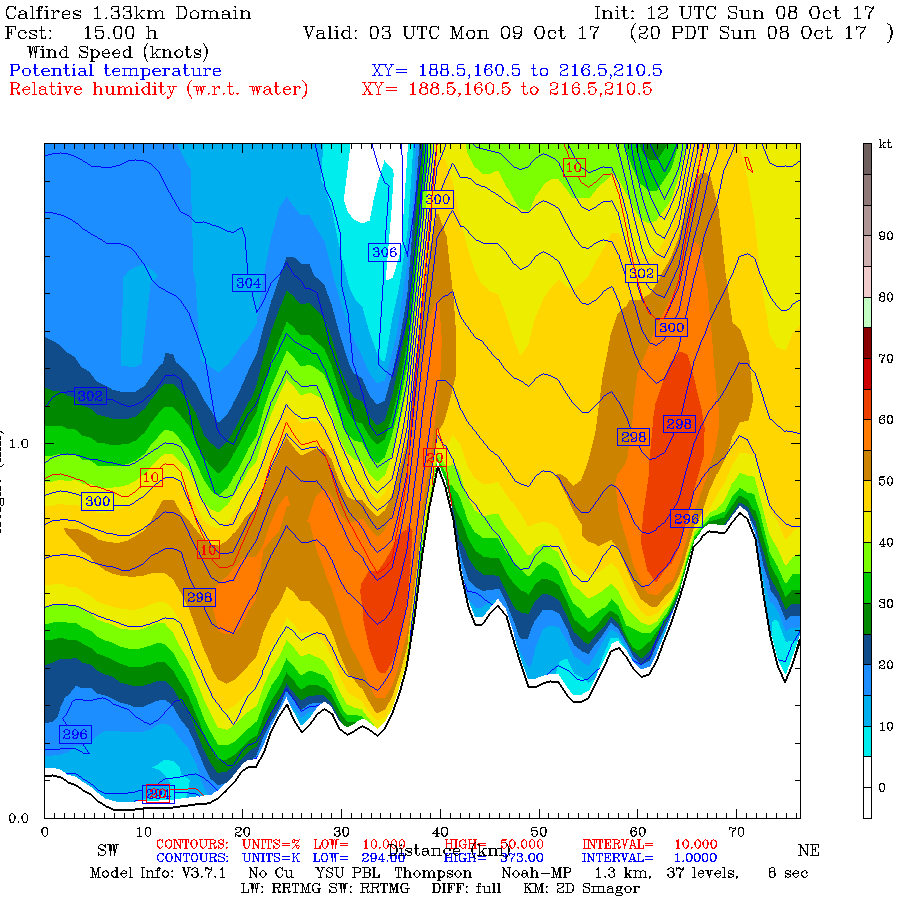 Calfires 1.33km Domain Init: 12 UTC Sun 08 Oct 17
Fcst: 15.00 h Valid: 03 UTC Mon 09 Oct 17 (20 PDT Sun 08 Oct 17 )
Wind Speed (knots)
Potential temperature XY= 188.5,160.5 to 216.5,210.5
Relative humidity (w.r.t. water) XY= 188.5,160.5 to 216.5,210.5
kt
10
300
90
306
302
304
80
300
70
302
298
60
298
1.0
20
10
50
300
296
40
10
298
30
20
296
10
294
0
0.0
0 10 20 30 40 50 60 70
SW Distance (km) NE
CONTOURS: UNITS=% LOW= 10.000 HIGH= 50.000 INTERVAL= 10.000
CONTOURS: UNITS=K LOW= 294.00 HIGH= 373.00 INTERVAL= 1.0000
Model Info: V3.7.1 No Cu YSU PBL Thompson Noah-MP 1.3 km, 37 levels, 8 sec
LW: RRTMG SW: RRTMG DIFF: full KM: 2D Smagor